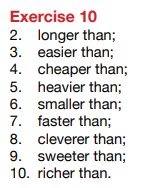 Exercise 10
2. longer than;
3. easier than;
4. cheaper than;
5. heavier than;
6. smaller than;
7. faster than;
8. cleverer than;
9. sweeter than;
10. richer than.